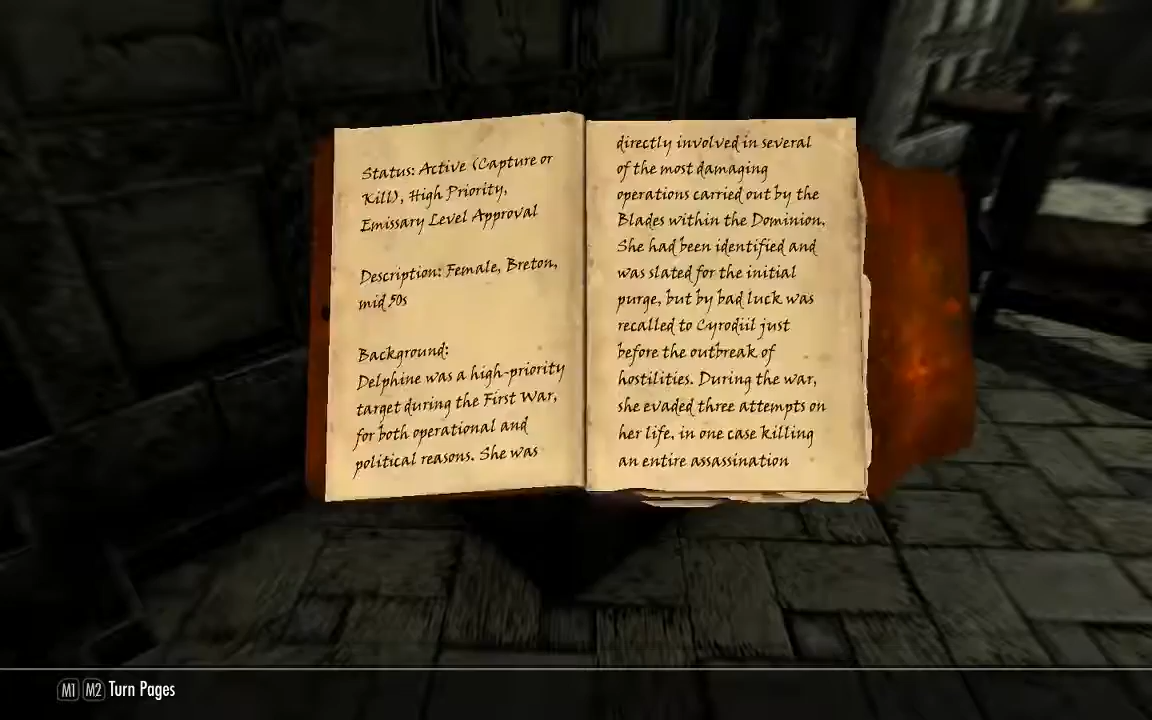 Status: Active (Capture or
Kill), High Priority,
Emissary Level Approval
Description: Female, Breton,
mid 50s
Background:
Delphine was a high-priority
target during the First War,
for both operational and
political reasons. She was
directly involved in several
of the most damaging
operations carried out by the
Blades within the Dominion.
She had been identified and
was slated for the initial
purge, but by bad luck was
recalled to Cyrodiil just
before the outbreak of
hostilities. During the war,
she evaded three attempts on
her life, in one case killing
an entire assassination
M1 M2 Turn Pages